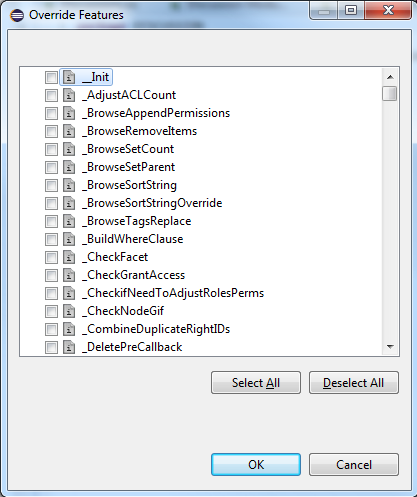 Override Features
__Init
_AdjustACLCount
_BrowseAppendPermissions
_BrowseRemoveItems
_BrowseSetCount
_BrowseSetParent
_BrowseSortString
_BrowseSortStringOverride
_BrowseTagsReplace
_BuildWhereClause
_CheckFacet
_CheckGrantAccess
_CheckifNeedToAdjustRolesPerms
_CheckNodeGif
_CombineDuplicateRightIDs
_DeletePreCallback
Select All Deselect All
OK Cancel